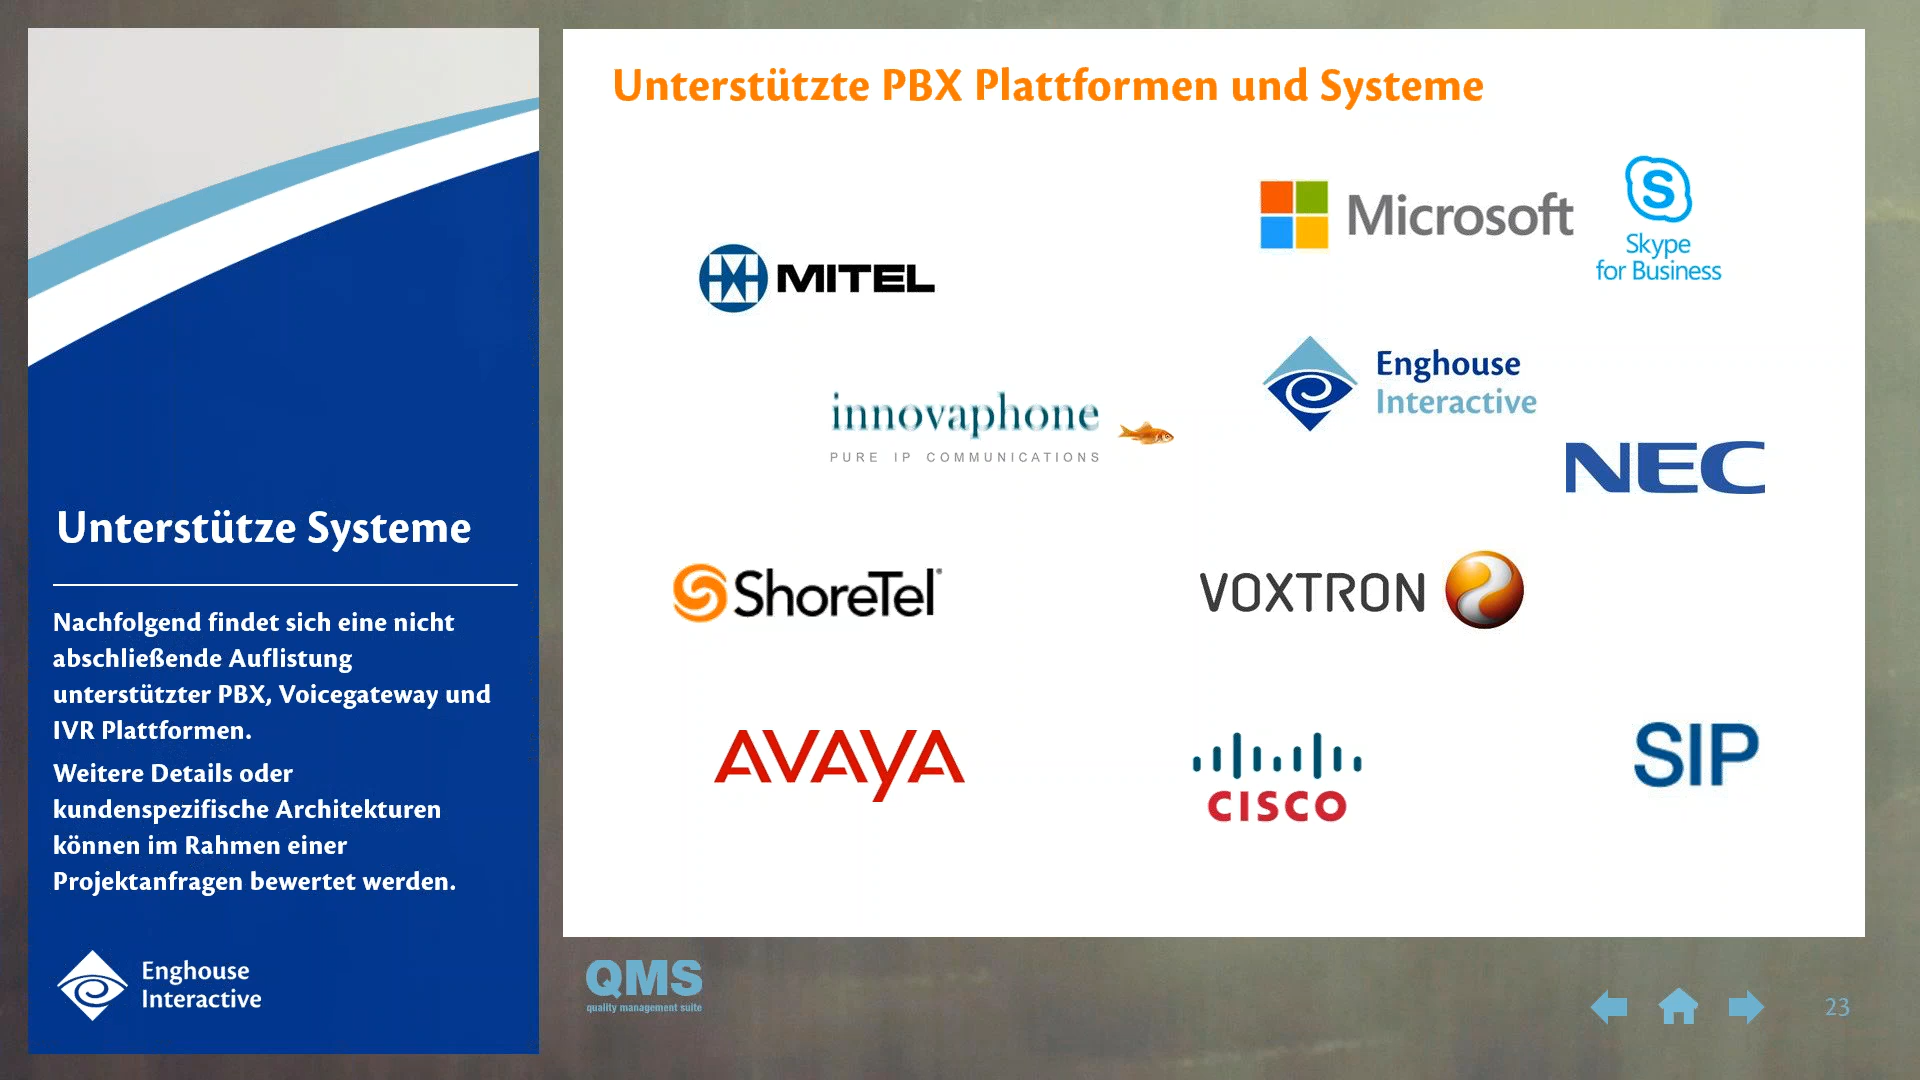 Unterstützte PBX Plattformen und Systeme
Microsoft
Skype
for Business
MITEL
Enghouse
Interactive
innovaphone
PURE IP COMMUNICATIONS
NEC
ShoreTel
VOXTRON
AVAYA
CISCO
SIP
Unterstütze Systeme
Nachfolgend findet sich eine nicht
abschließende Auflistung
unterstützter PBX, Voicegateway und
IVR Plattformen.
Weitere Details oder
kundenspezifische Architekturen
können im Rahmen einer
Projektanfragen bewertet werden.
Enghouse
Interactive
QMS
quality management suite
23